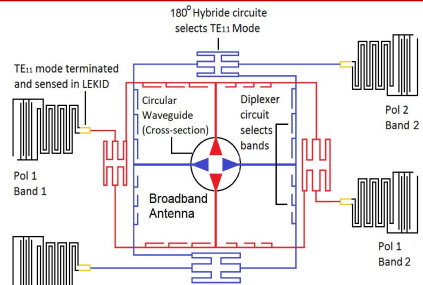 180° Hybride circuite
selects TE11 Mode
TE11 mode terminated
and sensed in LEKID
Circular
Waveguide
(Cross-section)
Diplexer
circuit
selects
bands
Pol 2
Band 2
Pol 1
Band 1
Broadband
Antenna
Pol 1
Band 2